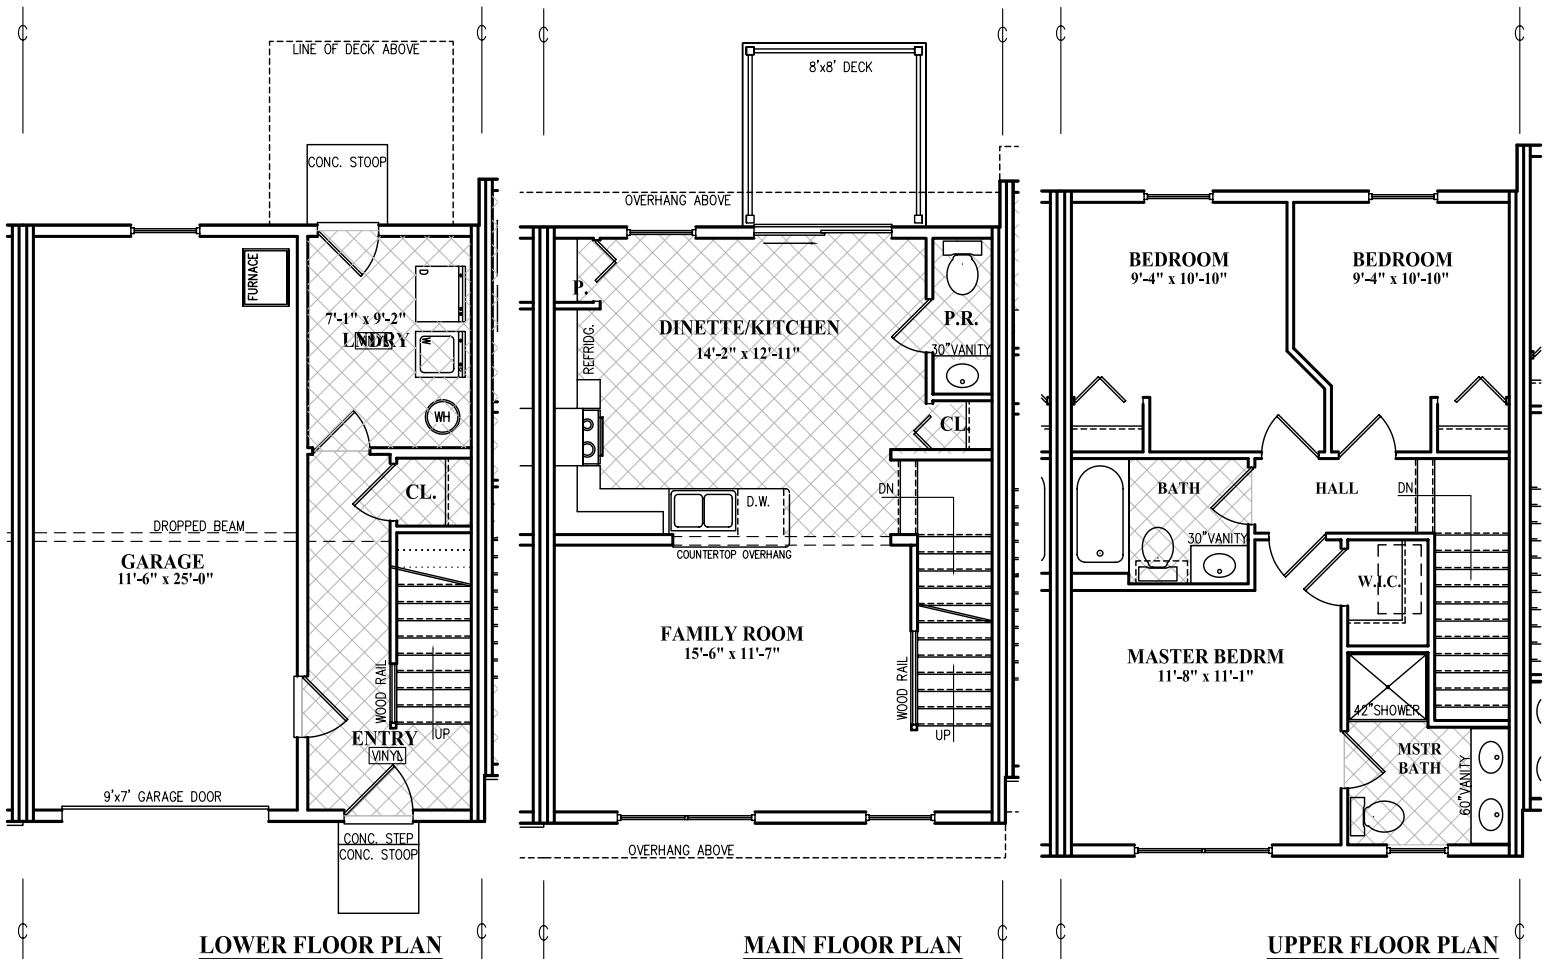 LINE OF DECK ABOVE
CONC. STOOP
FURNACE
D
7'-1" x 9'-2"
LNDRY
W
WH
CL.
DROPPED BEAM
GARAGE
11'-6" x 25'-0"
WOOD RAIL
UP
ENTRY
VINYL
9'x7' GARAGE DOOR
CONC. STEP
CONC. STOOP
LOWER FLOOR PLAN
8'x8' DECK
OVERHANG ABOVE
P.
REFRIDG.
DINETTE/KITCHEN
14'-2" x 12'-11"
P.R.
30"VANITY
CL.
DN
D.W.
COUNTERTOP OVERHANG
FAMILY ROOM
15'-6" x 11'-7"
WOOD RAIL
UP
OVERHANG ABOVE
MAIN FLOOR PLAN
BEDROOM
9'-4" x 10'-10"
BEDROOM
9'-4" x 10'-10"
BATH
HALL
DN
30"VANITY
W.I.C.
MASTER BEDRM
11'-8" x 11'-1"
42"SHOWER
MSTR
BATH
60"VANITY
UPPER FLOOR PLAN